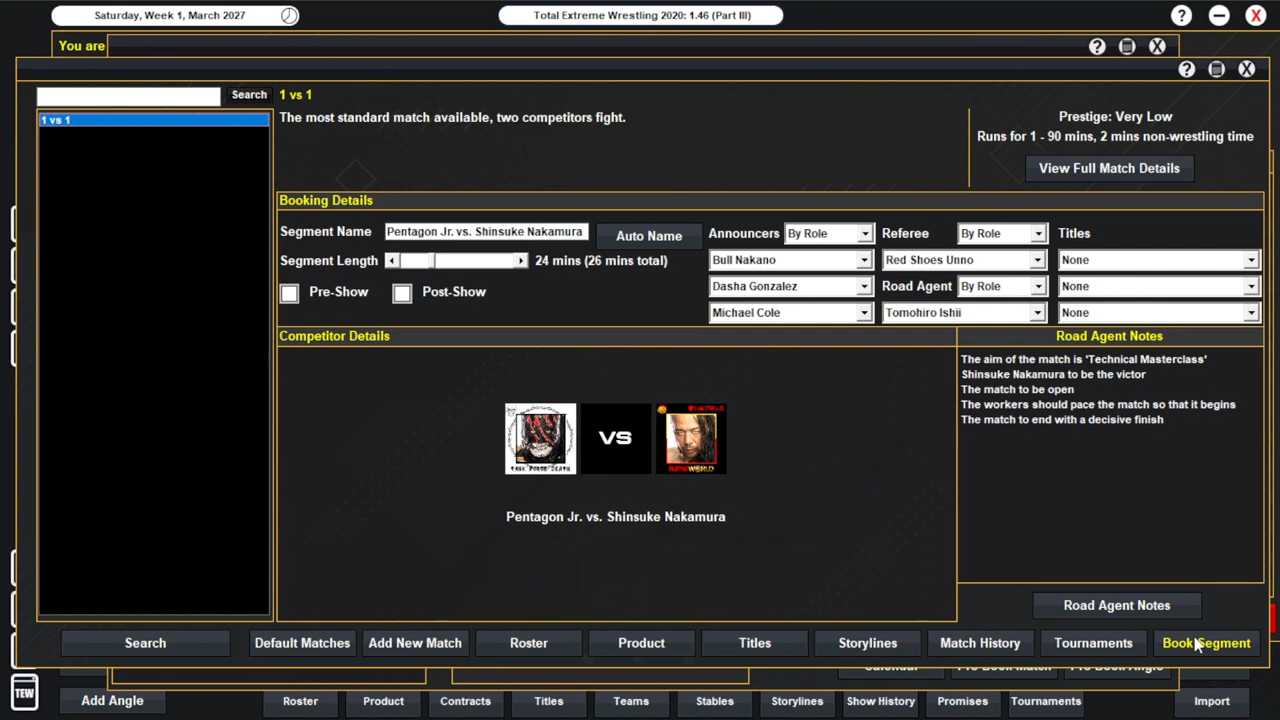 Saturday, Week 1, March 2027
Total Extreme Wrestling 2020: 1.46 (Part III)
You are
Search
1 vs 1
1 vs 1
The most standard match available, two competitors fight.
Prestige: Very Low
Runs for 1 - 90 mins, 2 mins non-wrestling time
View Full Match Details
Booking Details
Segment Name
Pentagon Jr. vs. Shinsuke Nakamura
Auto Name
Announcers
By Role
Referee
By Role
Titles
Segment Length
24 mins (26 mins total)
Bull Nakano
Red Shoes Unno
None
Pre-Show
Post-Show
Dasha Gonzalez
Road Agent
By Role
None
Michael Cole
Tomohiro Ishii
None
Competitor Details
Road Agent Notes
The aim of the match is 'Technical Masterclass'
Shinsuke Nakamura to be the victor
The match to be open
The workers should pace the match so that it begins
The match to end with a decisive finish
VS
TASK FORCE DEATH
Pentagon Jr. vs. Shinsuke Nakamura
Road Agent Notes
Search
Default Matches
Add New Match
Roster
Product
Titles
Storylines
Match History
Tournaments
Book Segment
TEW
Add Angle
Roster
Product
Contracts
Titles
Teams
Stables
Storylines
Show History
Promises
Tournaments
Import